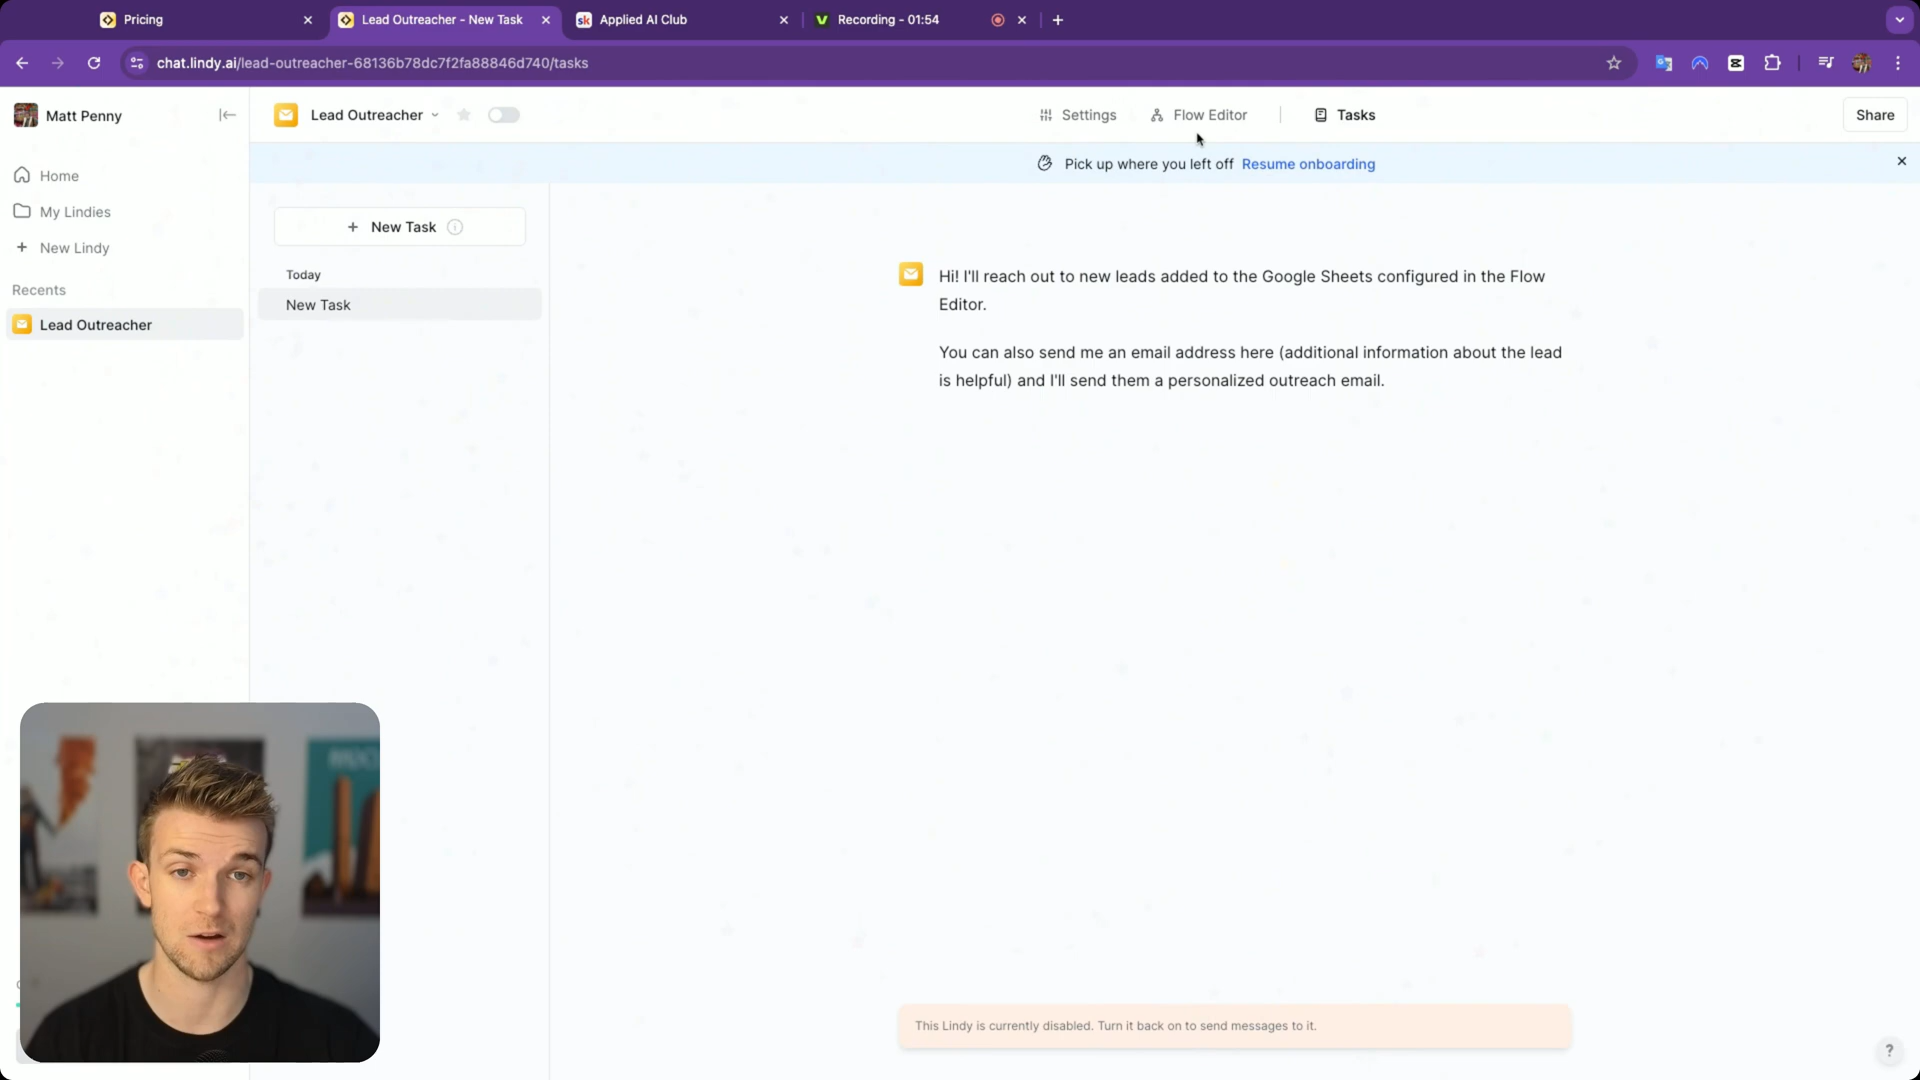 Pricing
Lead Outreacher - New Task
sk
Applied AI Club
Recording - 01:54
chat.lindy.ai/lead-outreacher-68136b78dc7f2fa88846d740/tasks
Matt Penny
Lead Outreacher
Settings
Flow Editor
Tasks
Share
Pick up where you left off Resume onboarding
Home
My Lindies
+ New Lindy
Recents
Lead Outreacher
+ New Task
Today
New Task
Hi! I'll reach out to new leads added to the Google Sheets configured in the Flow
Editor.
You can also send me an email address here (additional information about the lead
is helpful) and I'll send them a personalized outreach email.
This Lindy is currently disabled. Turn it back on to send messages to it.
?